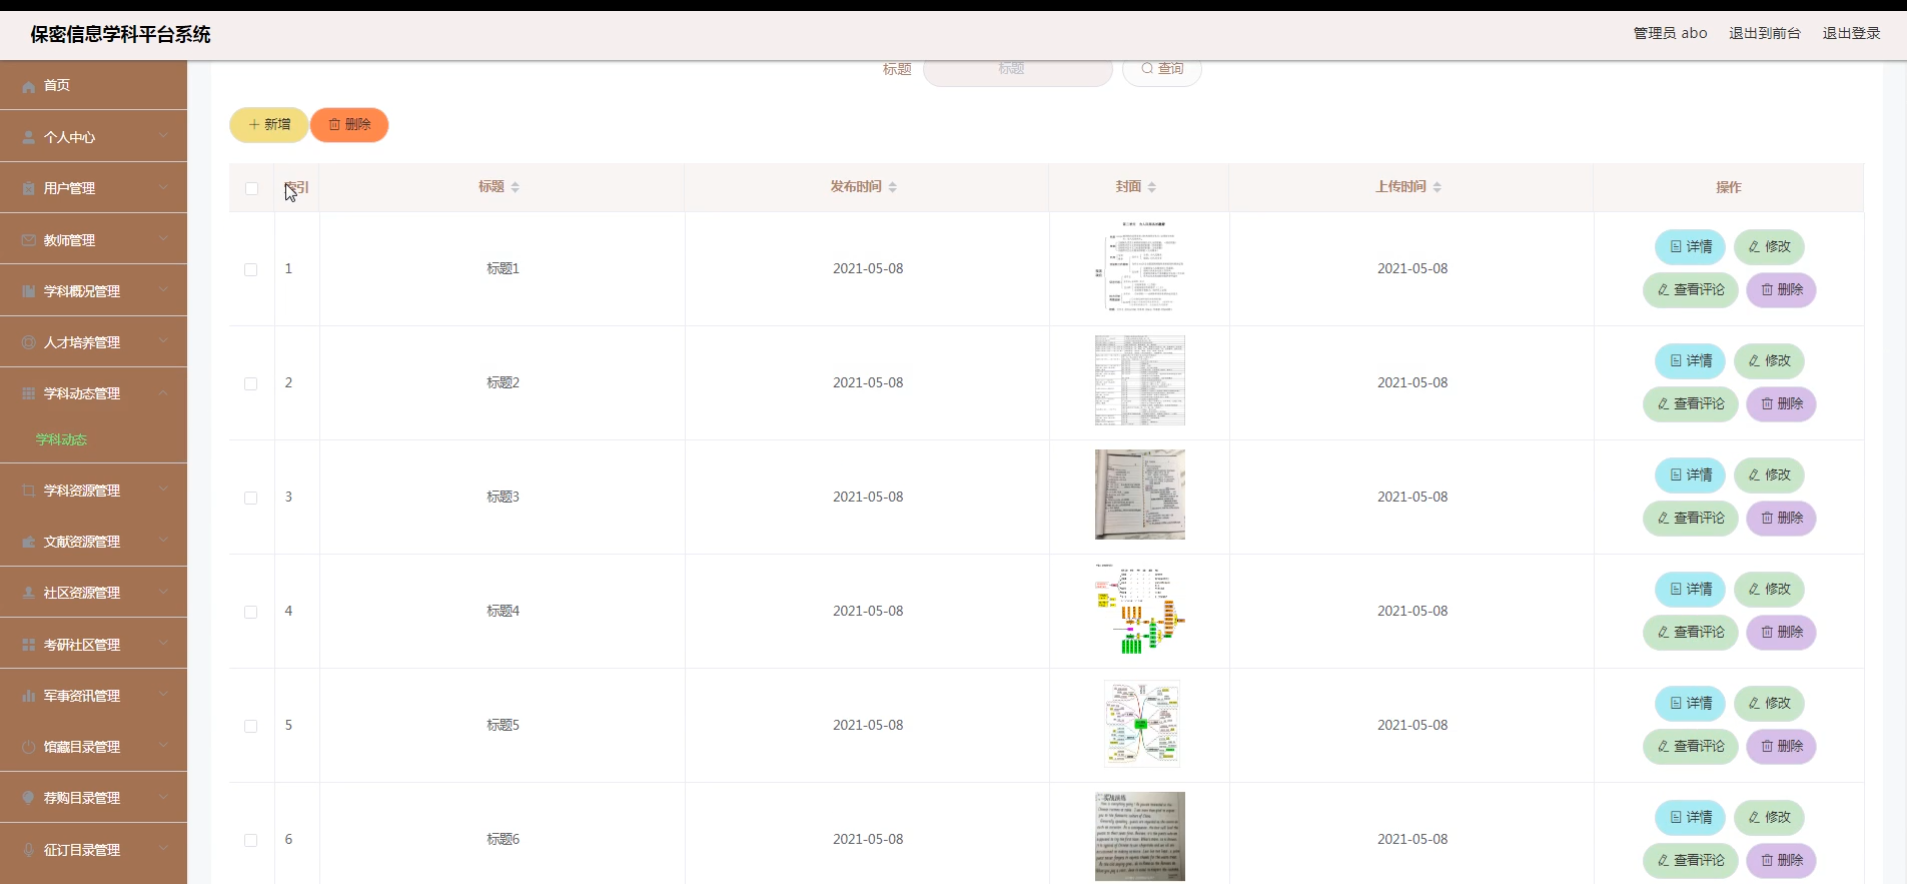 保密信息学科平台系统
管理员 abo 退出到前台 退出登录
首页
个人中心
用户管理
教师管理
学科概况管理
人才培养管理
学科动态管理
学科动态
学科资源管理
文献资源管理
社区资源管理
考研社区管理
军事资讯管理
馆藏目录管理
荐购目录管理
征订目录管理
标题 标题 查询
新增 删除
索引 标题 发布时间 封面 上传时间 操作
1 标题1 2021-05-08 2021-05-08 详情 修改
查看评论 删除
2 标题2 2021-05-08 2021-05-08 详情 修改
查看评论 删除
3 标题3 2021-05-08 2021-05-08 详情 修改
查看评论 删除
4 标题4 2021-05-08 2021-05-08 详情 修改
查看评论 删除
5 标题5 2021-05-08 2021-05-08 详情 修改
查看评论 删除
6 标题6 2021-05-08 2021-05-08 详情 修改
查看评论 删除